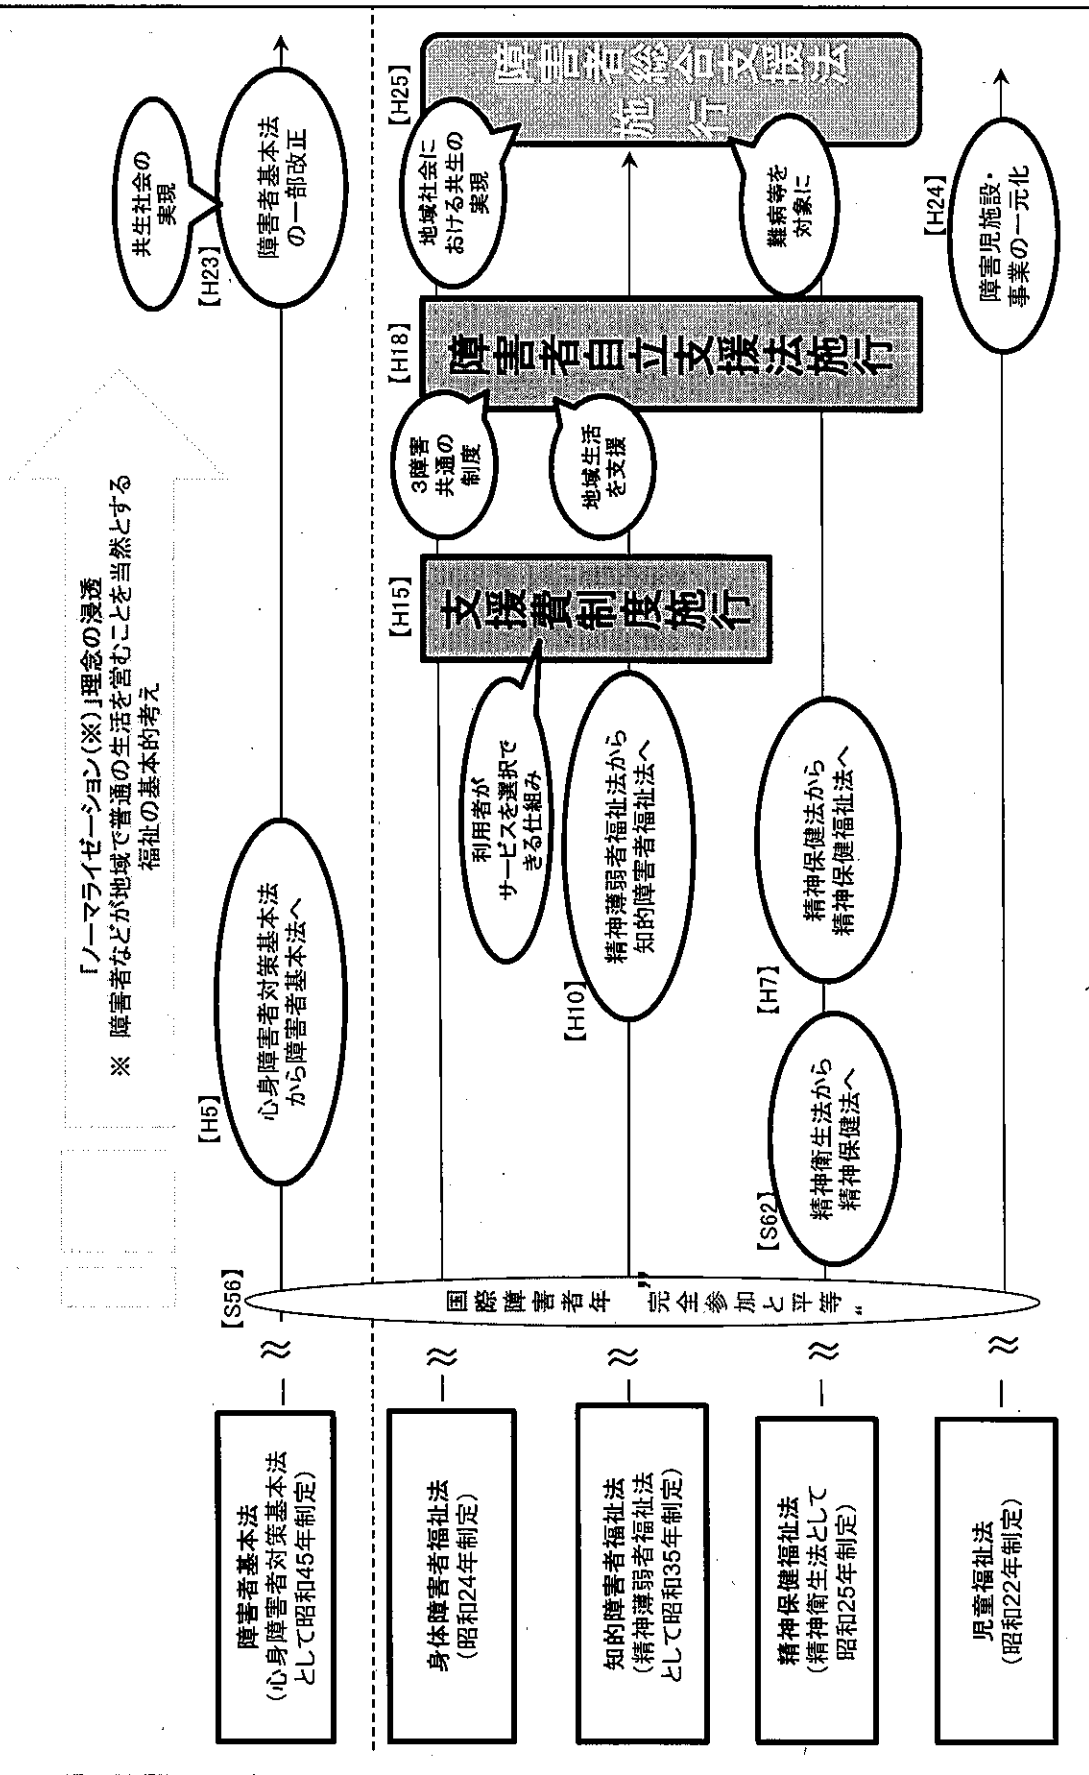 「ノーマライゼーション(※)」理念の浸透
※ 障害者などが地域で普通の生活を営むことを当然とする
福祉の基本的考え
障害者基本法
(心身障害者対策基本法
として昭和45年制定)
【S56】
【H5】
心身障害者対策基本法
から障害者基本法へ
【H23】
障害者基本法
の一部改正
共生社会の
実現
身体障害者福祉法
(昭和24年制定)
知的障害者福祉法
(精神薄弱者福祉法
として昭和35年制定)
精神保健福祉法
(精神衛生法として
昭和25年制定)
児童福祉法
(昭和22年制定)
国際障害者年 ”完全参加と平等“
【S62】
精神衛生法から
精神保健法へ
【H7】
精神保健法から
精神保健福祉法へ
【H10】
精神薄弱者福祉法から
知的障害者福祉法へ
利用者が
サービスを選択で
きる仕組み
【H15】
支援費制度施行
3障害
共通の
制度
地域生活
を支援
【H18】
障害者自立支援法施行
地域社会に
おける共生の
実現
難病等を
対象に
【H25】
障害者総合支援法
施行
【H24】
障害児施設・
事業の一元化